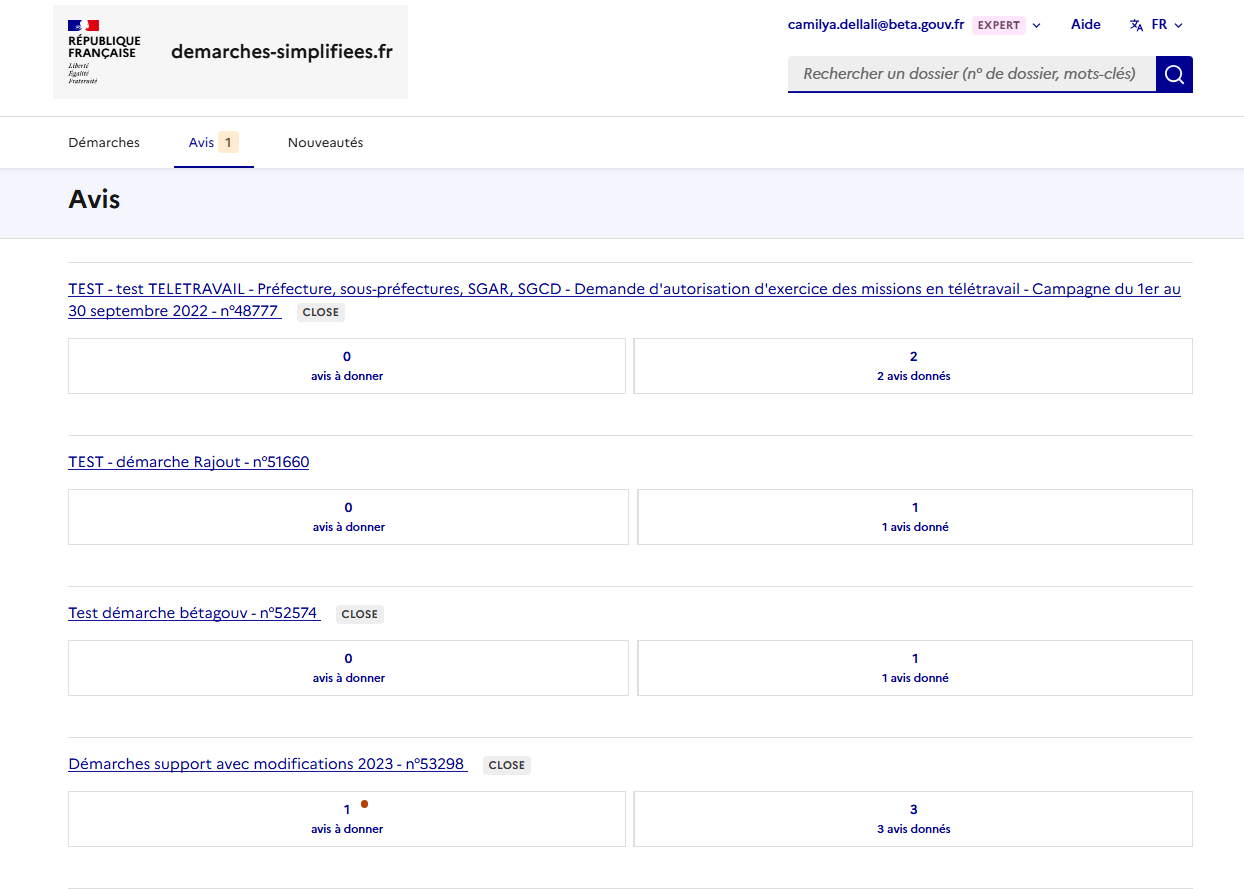 RÉPUBLIQUE
FRANÇAISE
Liberté
Égalité
Fraternité
demarches-simplifiees.fr
camilya.dellali@beta.gouv.fr EXPERT Aide FR
Rechercher un dossier (nº de dossier, mots-clés)
Démarches Avis 1 Nouveautés
Avis
TEST - test TELETRAVAIL - Préfecture, sous-préfectures, SGAR, SGCD - Demande d'autorisation d'exercice des missions en télétravail - Campagne du 1er au
30 septembre 2022 - nº48777 CLOSE
0 2
avis à donner 2 avis donnés
TEST - démarche Rajout - nº51660
0 1
avis à donner 1 avis donné
Test démarche bétagouv - nº52574 CLOSE
0 1
avis à donner 1 avis donné
Démarches support avec modifications 2023 - nº53298 CLOSE
1 3
avis à donner 3 avis donnés